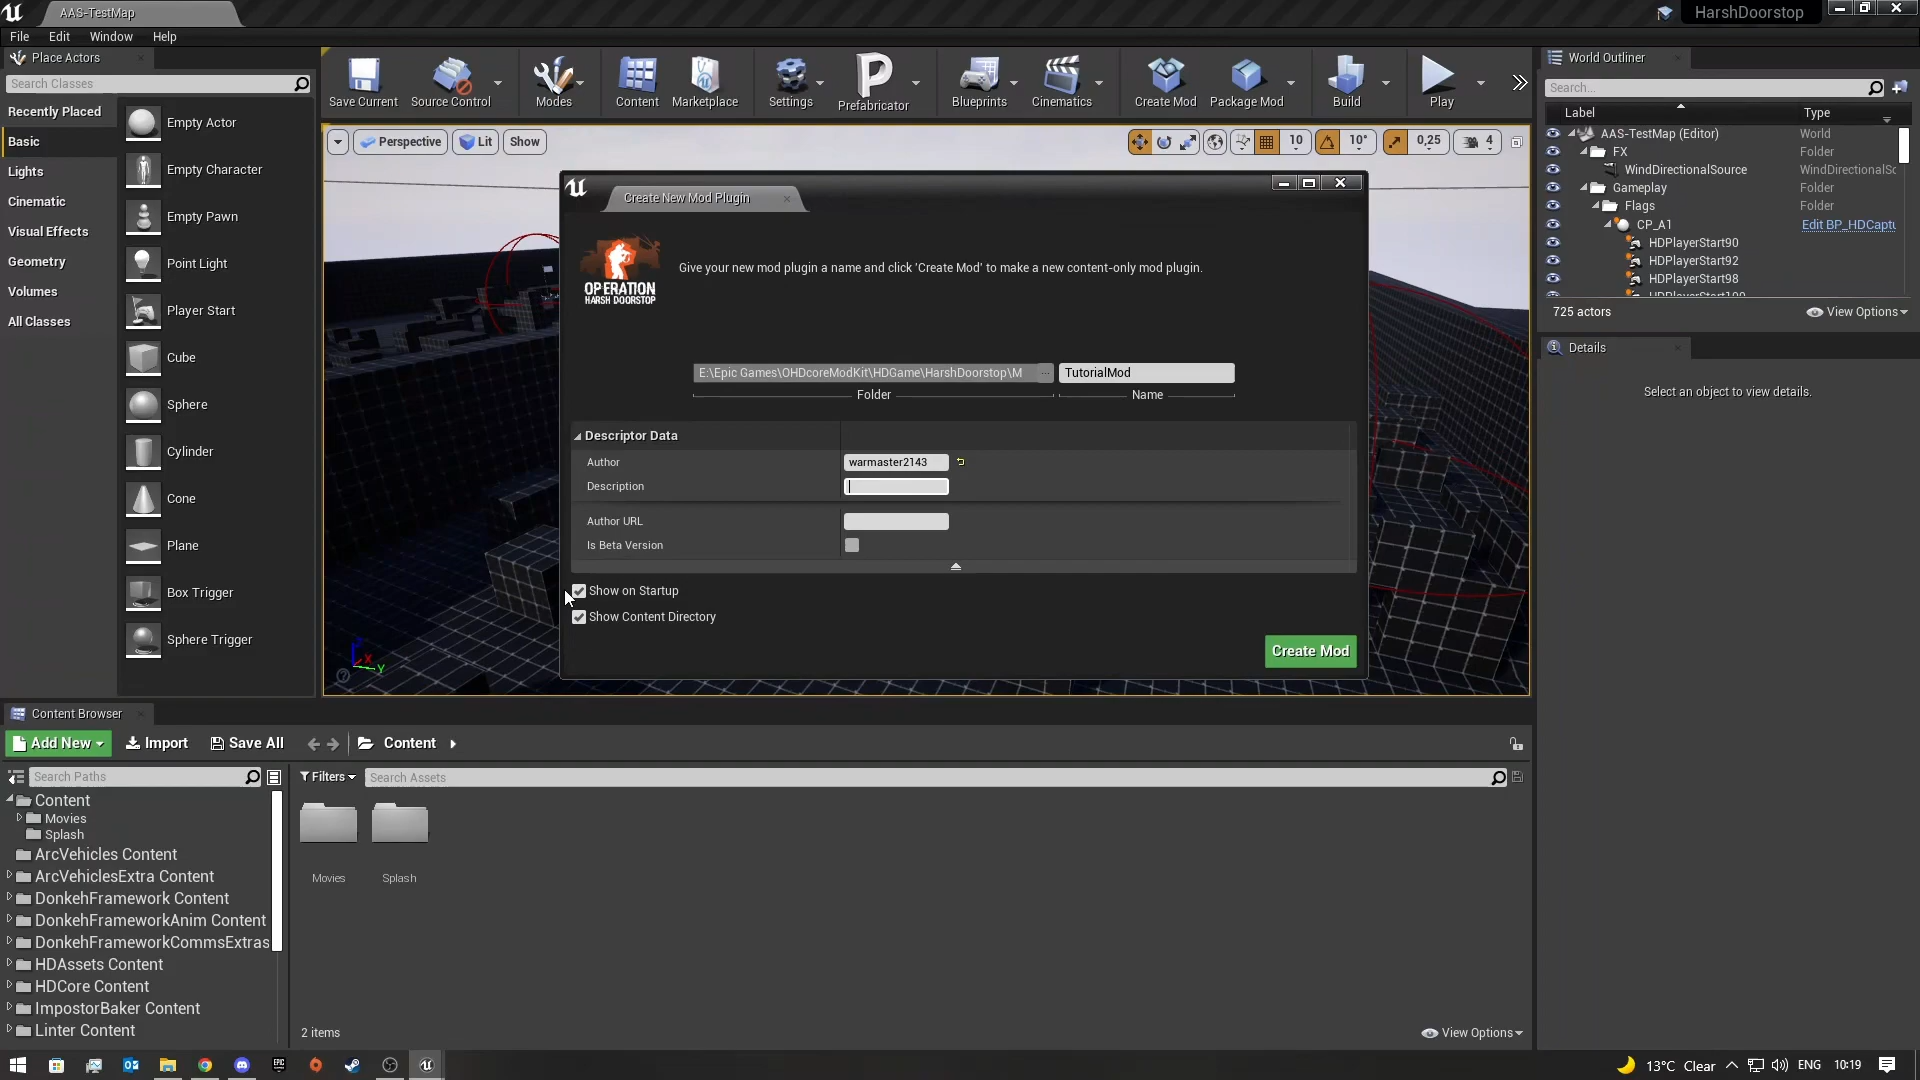 AAS-TestMap
HarshDoorstop
File Edit Window Help
Place Actors
Search Classes
Recently Placed
Basic
Lights
Cinematic
Visual Effects
Geometry
Volumes
All Classes
Empty Actor
Empty Character
Empty Pawn
Point Light
Player Start
Cube
Sphere
Cylinder
Cone
Plane
Box Trigger
Sphere Trigger
Save Current Source Control Modes Content Marketplace Settings Prefabricator Blueprints Cinematics Create Mod Package Mod Build Play
Perspective Lit Show
10 10° 0,25 4
Create New Mod Plugin
OPERATION
HARSH DOORSTOP
Give your new mod plugin a name and click 'Create Mod' to make a new content-only mod plugin.
E:\Epic Games\OHDcoreModKit\HDGame\HarshDoorstop\M ... TutorialMod
Folder Name
Descriptor Data
Author warmaster2143
Description
Author URL
Is Beta Version
Show on Startup
Show Content Directory
Create Mod
World Outliner
Search...
Label Type
AAS-TestMap (Editor) World
FX Folder
WindDirectionalSource WindDirectionalSc
Gameplay Folder
Flags Folder
CP_A1 Edit BP_HDCaptu
HDPlayerStart90
HDPlayerStart92
HDPlayerStart98
HDPlayerStart100
725 actors View Options
Details
Select an object to view details.
Content Browser
Add New Import Save All Content
Search Paths
Filters Search Assets
Content
Movies
Splash
ArcVehicles Content
ArcVehiclesExtra Content
DonkehFramework Content
DonkehFrameworkAnim Content
DonkehFrameworkCommsExtras
HDAssets Content
HDCore Content
ImpostorBaker Content
Linter Content
Movies Splash
2 items View Options
13°C Clear ENG 10:19